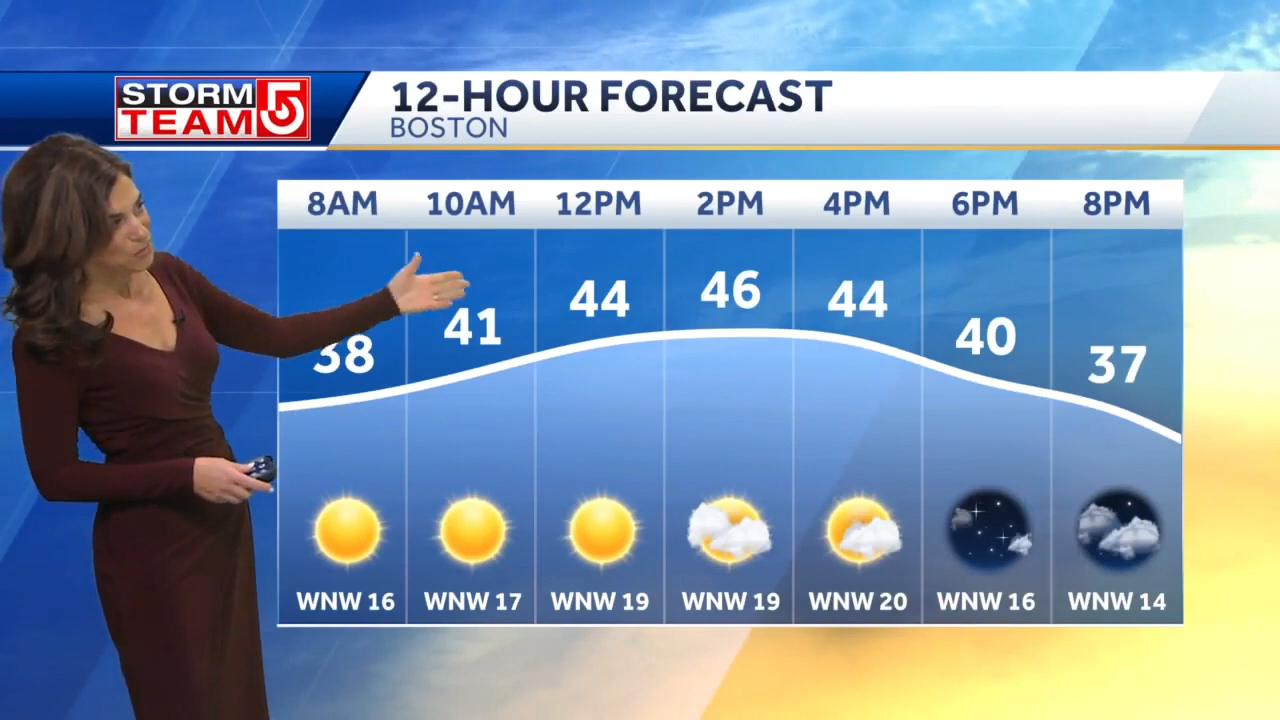 STORM
TEAM 5
12-HOUR FORECAST
BOSTON
8AM 10AM 12PM 2PM 4PM 6PM 8PM
38 41 44 46 44 40 37
WNW 16 WNW 17 WNW 19 WNW 19 WNW 20 WNW 16 WNW 14